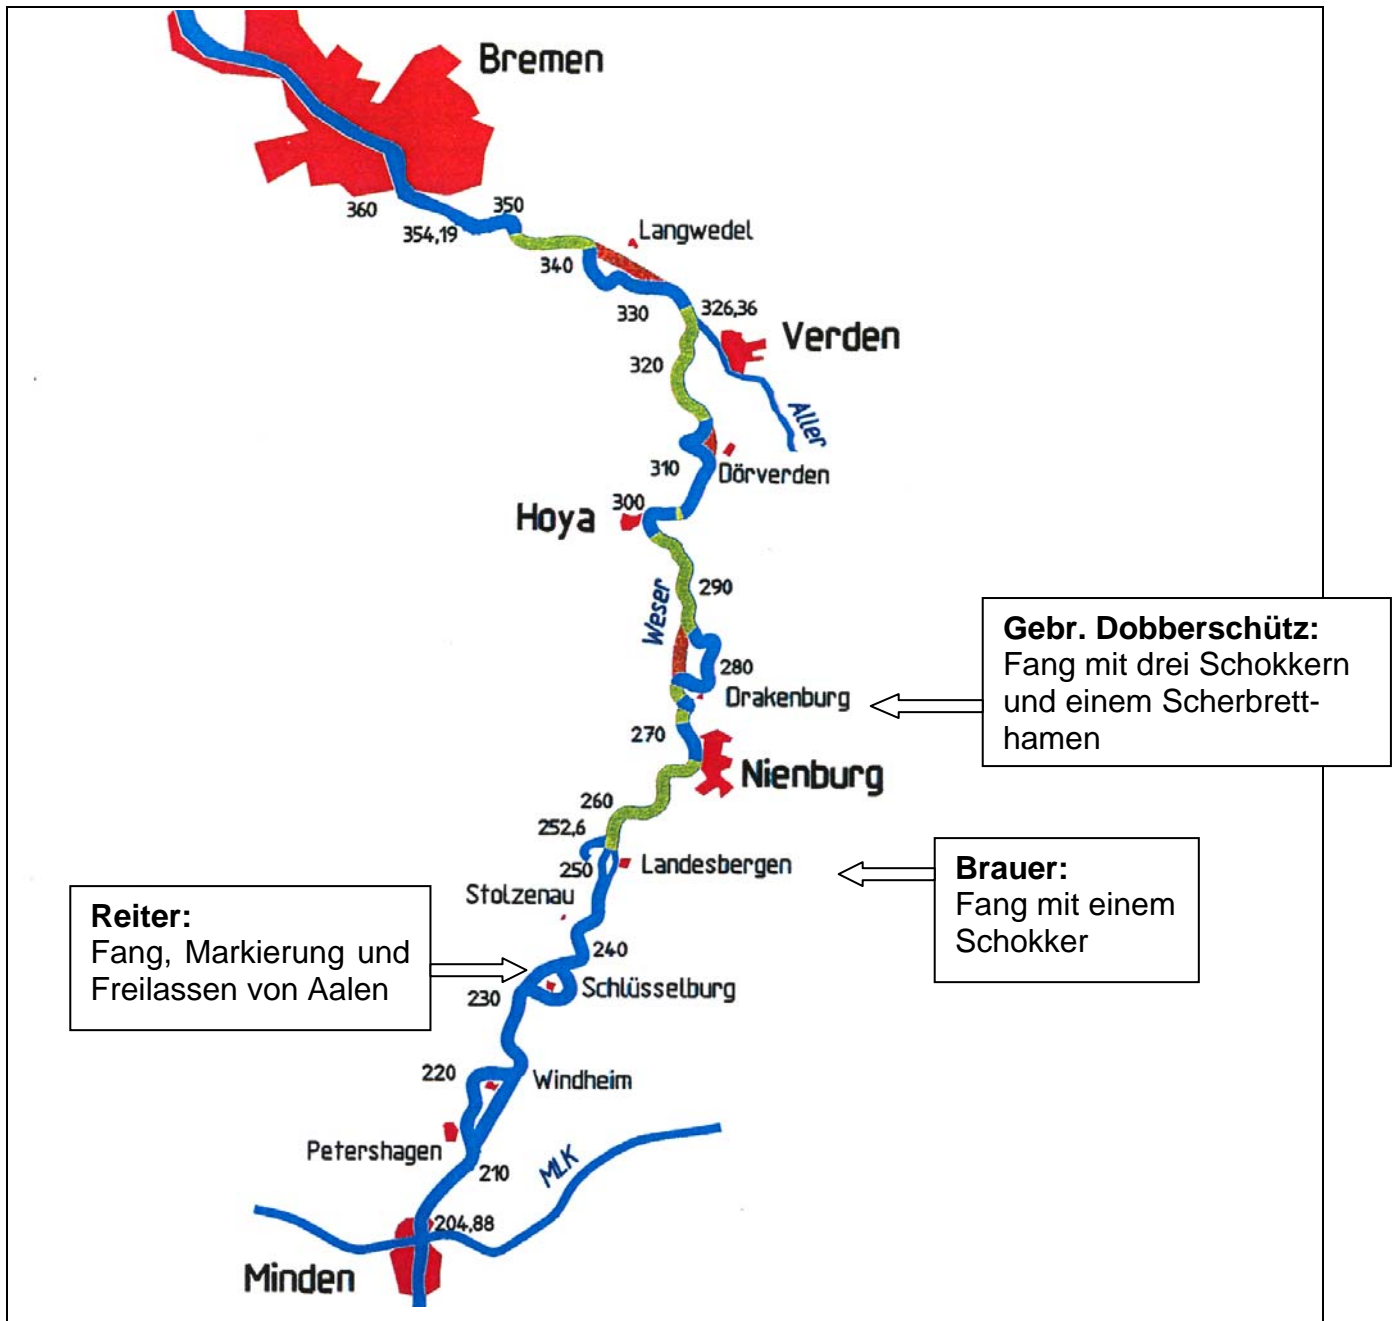 Bremen
360
354,19
350
Langwedel
340
330
326,36
Verden
320
Aller
310
Dörverden
300
Hoya
290
Weser
Gebr. Dobberschütz:
Fang mit drei Schokkern
und einem Scherbrett-
hamen
280
Drakenburg
270
Nienburg
260
252,6
250
Landesbergen
Brauer:
Fang mit einem
Schokker
Stolzenau
Reiter:
Fang, Markierung und
Freilassen von Aalen
240
Schlüsselburg
230
220
Windheim
Petershagen
210
MLK
204,88
Minden